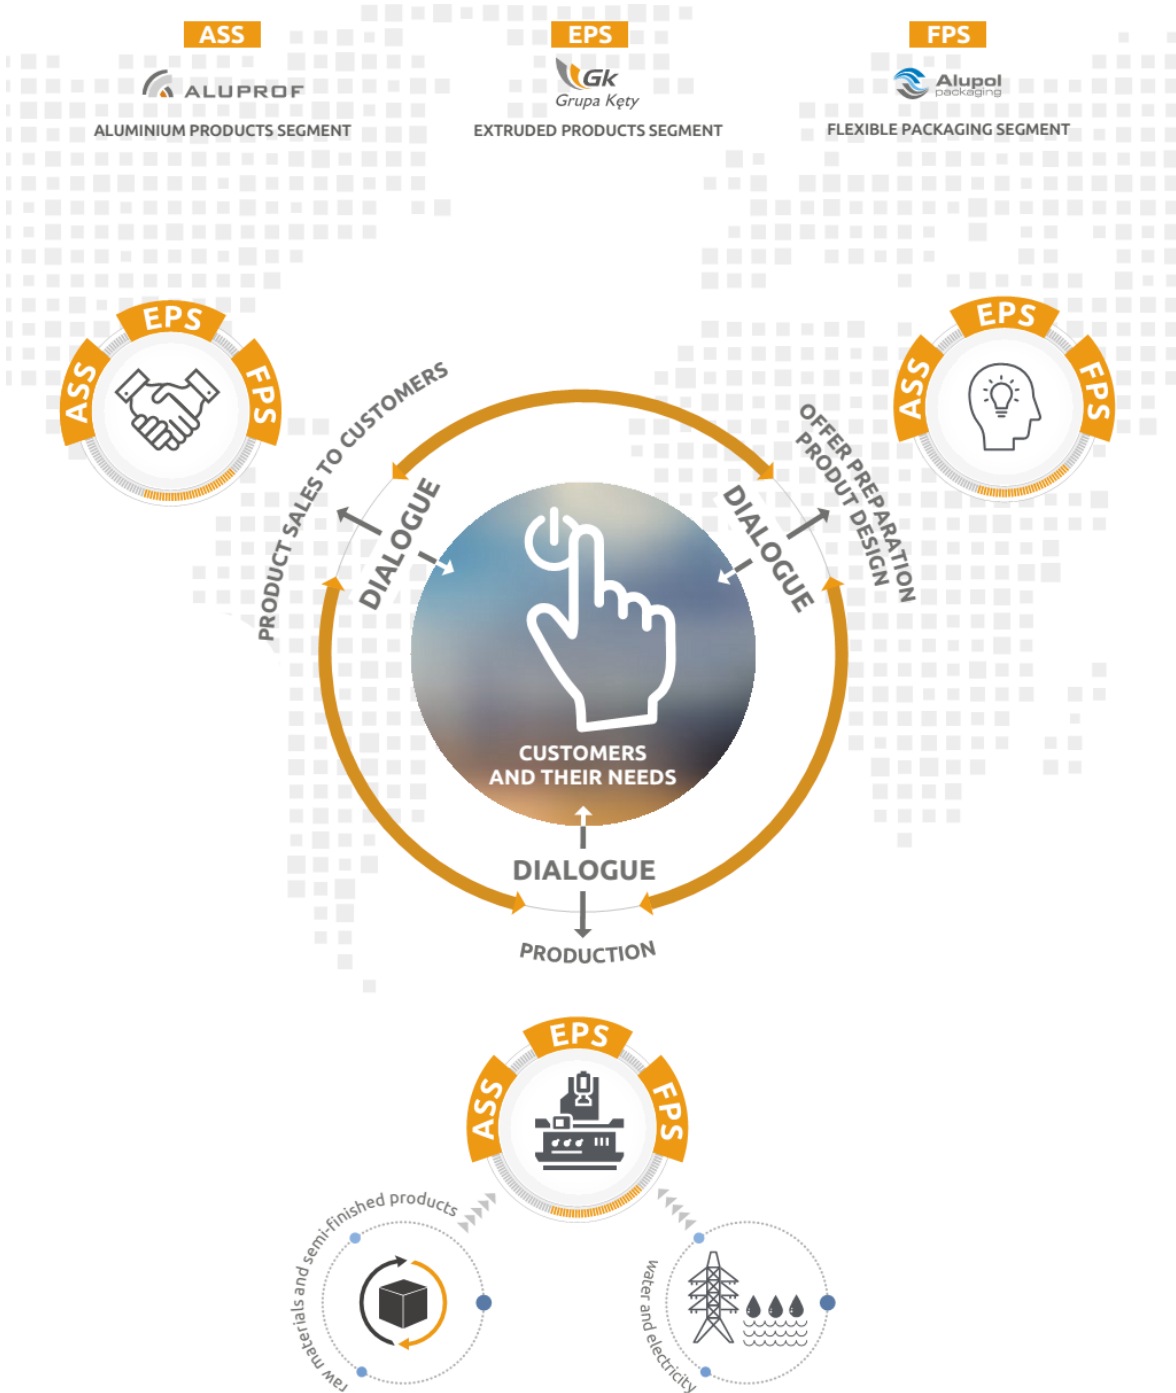 ASS
EPS
FPS
ALUPROF
Gk
Grupa Kęty
Alupol
packaging
ALUMINIUM PRODUCTS SEGMENT
EXTRUDED PRODUCTS SEGMENT
FLEXIBLE PACKAGING SEGMENT
ASS
EPS
FPS
ASS
EPS
FPS
PRODUCT SALES TO CUSTOMERS
DIALOGUE
OFFER PREPARATION
PRODUT DESIGN
DIALOGUE
CUSTOMERS
AND THEIR NEEDS
DIALOGUE
PRODUCTION
ASS
EPS
FPS
raw materials and semi-finished products
water and electricity